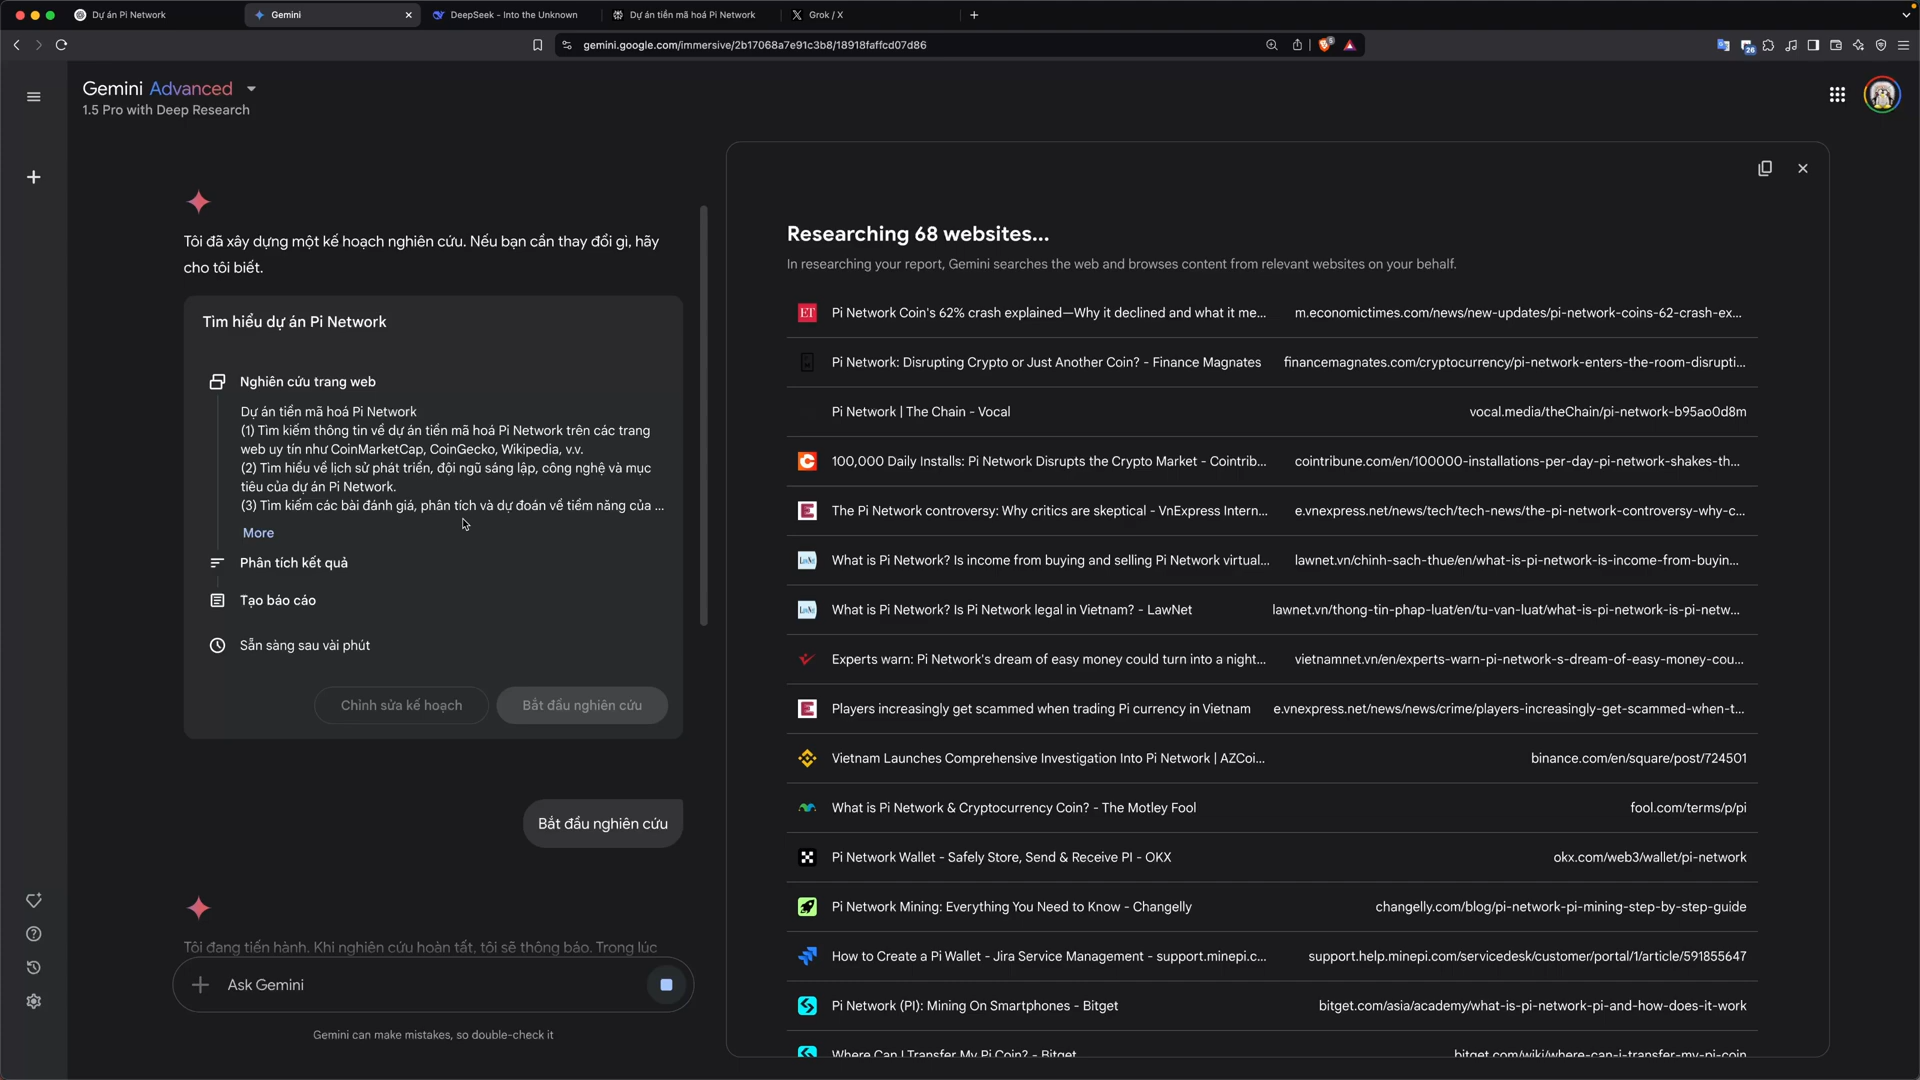 Dự án Pi Network
Gemini
DeepSeek - Into the Unknown
Dự án tiền mã hoá Pi Network
Grok / X
gemini.google.com/immersive/2b17068a7e91c3b8/18918faffcd07d86
5
26
Gemini Advanced
1.5 Pro with Deep Research
Tôi đã xây dựng một kế hoạch nghiên cứu. Nếu bạn cần thay đổi gì, hãy
cho tôi biết.
Tìm hiểu dự án Pi Network
Nghiên cứu trang web
Dự án tiền mã hoá Pi Network
(1) Tìm kiếm thông tin về dự án tiền mã hoá Pi Network trên các trang
web uy tín như CoinMarketCap, CoinGecko, Wikipedia, v.v.
(2) Tìm hiểu về lịch sử phát triển, đội ngũ sáng lập, công nghệ và mục
tiêu của dự án Pi Network.
(3) Tìm kiếm các bài đánh giá, phân tích và dự đoán về tiềm năng của ...
More
Phân tích kết quả
Tạo báo cáo
Sẵn sàng sau vài phút
Chỉnh sửa kế hoạch
Bắt đầu nghiên cứu
Bắt đầu nghiên cứu
Tôi đang tiến hành. Khi nghiên cứu hoàn tất, tôi sẽ thông báo. Trong lúc
Ask Gemini
Gemini can make mistakes, so double-check it
Researching 68 websites...
In researching your report, Gemini searches the web and browses content from relevant websites on your behalf.
ET Pi Network Coin's 62% crash explained—Why it declined and what it me... m.economictimes.com/news/new-updates/pi-network-coins-62-crash-ex...
Pi Network: Disrupting Crypto or Just Another Coin? - Finance Magnates financemagnates.com/cryptocurrency/pi-network-enters-the-room-disrupti...
Pi Network | The Chain - Vocal vocal.media/theChain/pi-network-b95ao0d8m
100,000 Daily Installs: Pi Network Disrupts the Crypto Market - Cointrib... cointribune.com/en/100000-installations-per-day-pi-network-shakes-th...
E The Pi Network controversy: Why critics are skeptical - VnExpress Intern... e.vnexpress.net/news/tech/tech-news/the-pi-network-controversy-why-c...
LawNet What is Pi Network? Is income from buying and selling Pi Network virtual... lawnet.vn/chinh-sach-thue/en/what-is-pi-network-is-income-from-buyin...
LawNet What is Pi Network? Is Pi Network legal in Vietnam? - LawNet lawnet.vn/thong-tin-phap-luat/en/tu-van-luat/what-is-pi-network-is-pi-netw...
Experts warn: Pi Network's dream of easy money could turn into a night... vietnamnet.vn/en/experts-warn-pi-network-s-dream-of-easy-money-cou...
E Players increasingly get scammed when trading Pi currency in Vietnam e.vnexpress.net/news/news/crime/players-increasingly-get-scammed-when-t...
Vietnam Launches Comprehensive Investigation Into Pi Network | AZCoi... binance.com/en/square/post/724501
What is Pi Network & Cryptocurrency Coin? - The Motley Fool fool.com/terms/p/pi
Pi Network Wallet - Safely Store, Send & Receive PI - OKX okx.com/web3/wallet/pi-network
Pi Network Mining: Everything You Need to Know - Changelly changelly.com/blog/pi-network-pi-mining-step-by-step-guide
How to Create a Pi Wallet - Jira Service Management - support.minepi.c... support.help.minepi.com/servicedesk/customer/portal/1/article/591855647
Pi Network (PI): Mining On Smartphones - Bitget bitget.com/asia/academy/what-is-pi-network-pi-and-how-does-it-work
Where Can I Transfer My Pi Coin? - Bitget bitget.com/wiki/where-can-i-transfer-my-pi-coin